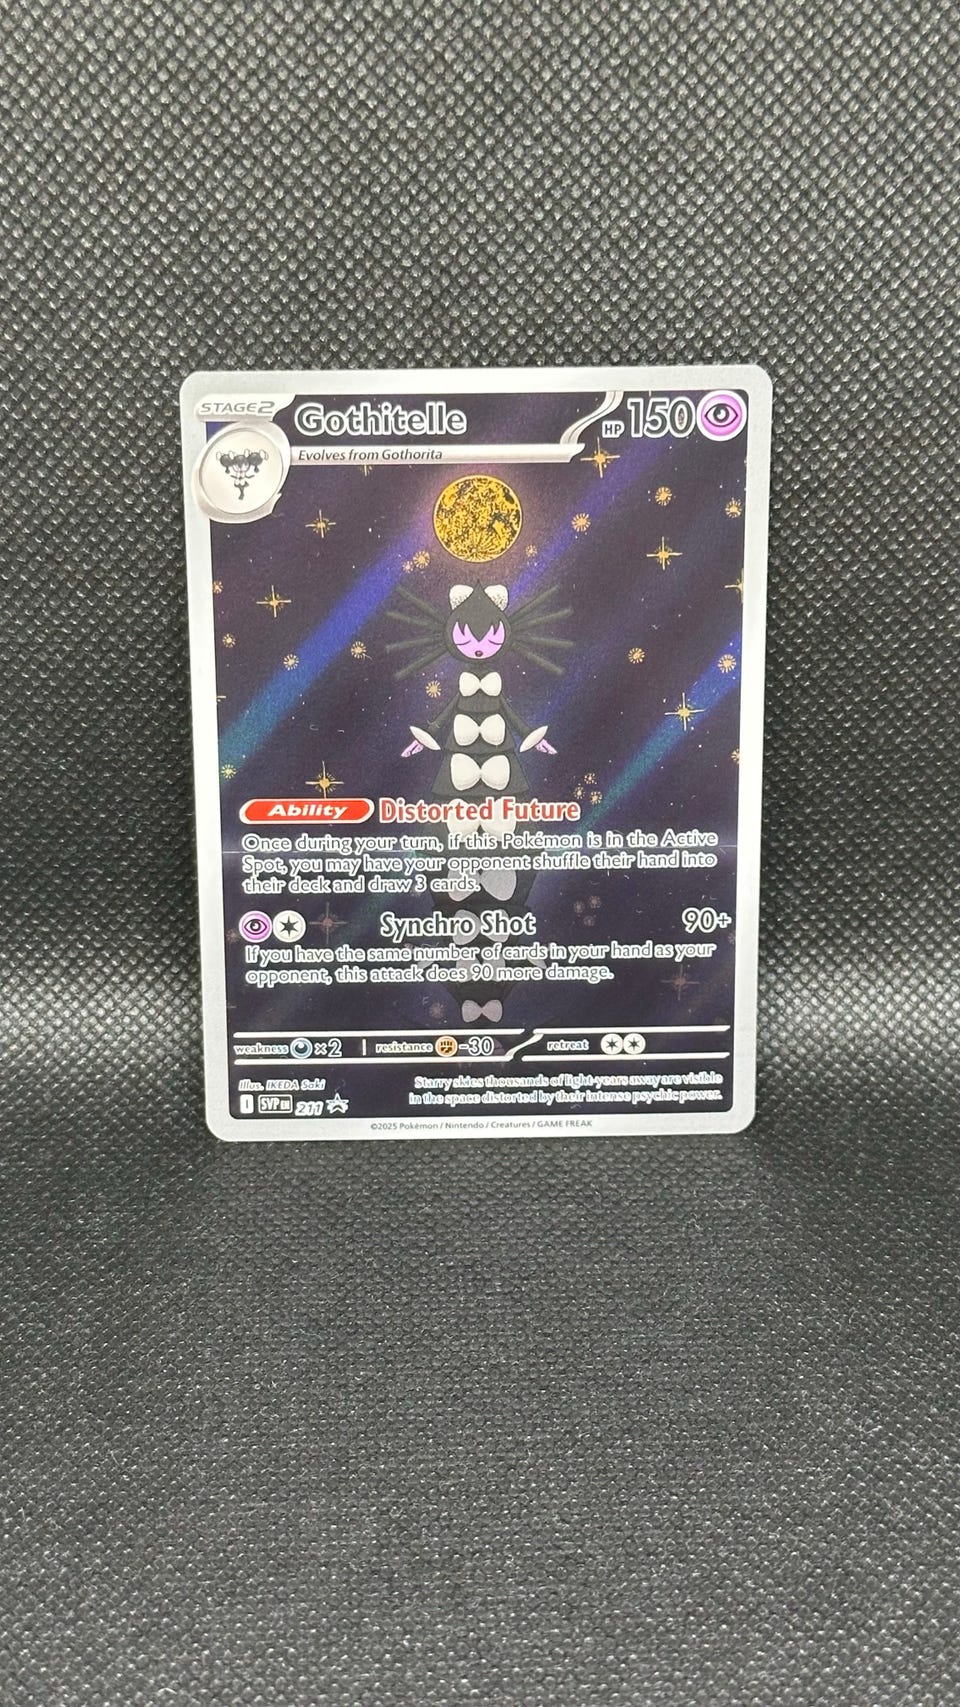 STAGE2
Gothitelle
HP 150
Evolves from Gothorita
Ability Distorted Future
Once during your turn, if this Pokémon is in the Active
Spot, you may have your opponent shuffle their hand into
their deck and draw 3 cards.
Synchro Shot 90+
If you have the same number of cards in your hand as your
opponent, this attack does 90 more damage.
weakness ×2 resistance -30 retreat
Illus. IKEDA Saki
Starry skies thousands of light-years away are visible
in the space distorted by their intense psychic power.
I SVP EN 211
©2025 Pokémon / Nintendo / Creatures / GAME FREAK